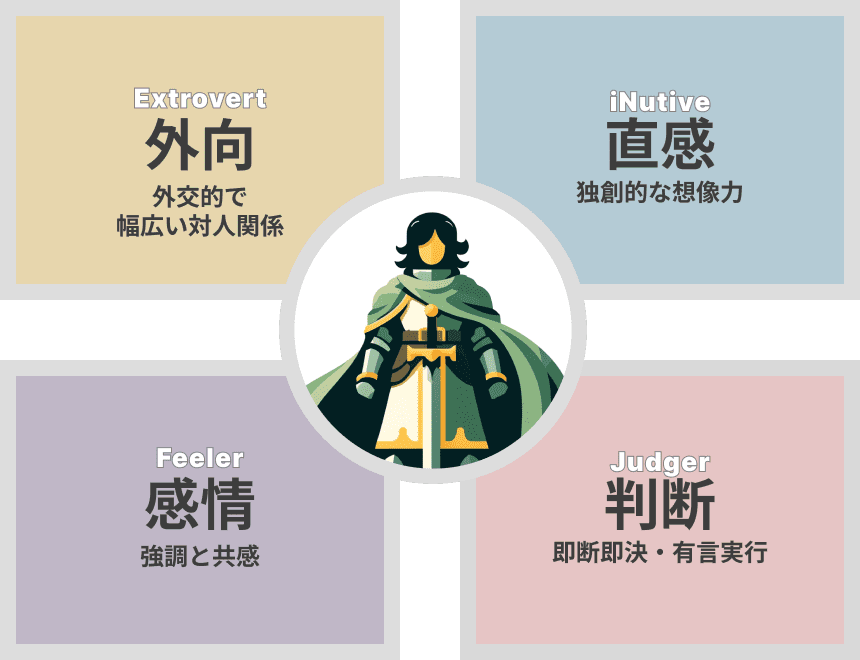 Extrovert
外向
外交的で
幅広い対人関係
iNutive
直感
独創的な想像力
Feeler
感情
強調と共感
Judger
判断
即断即決・有言実行